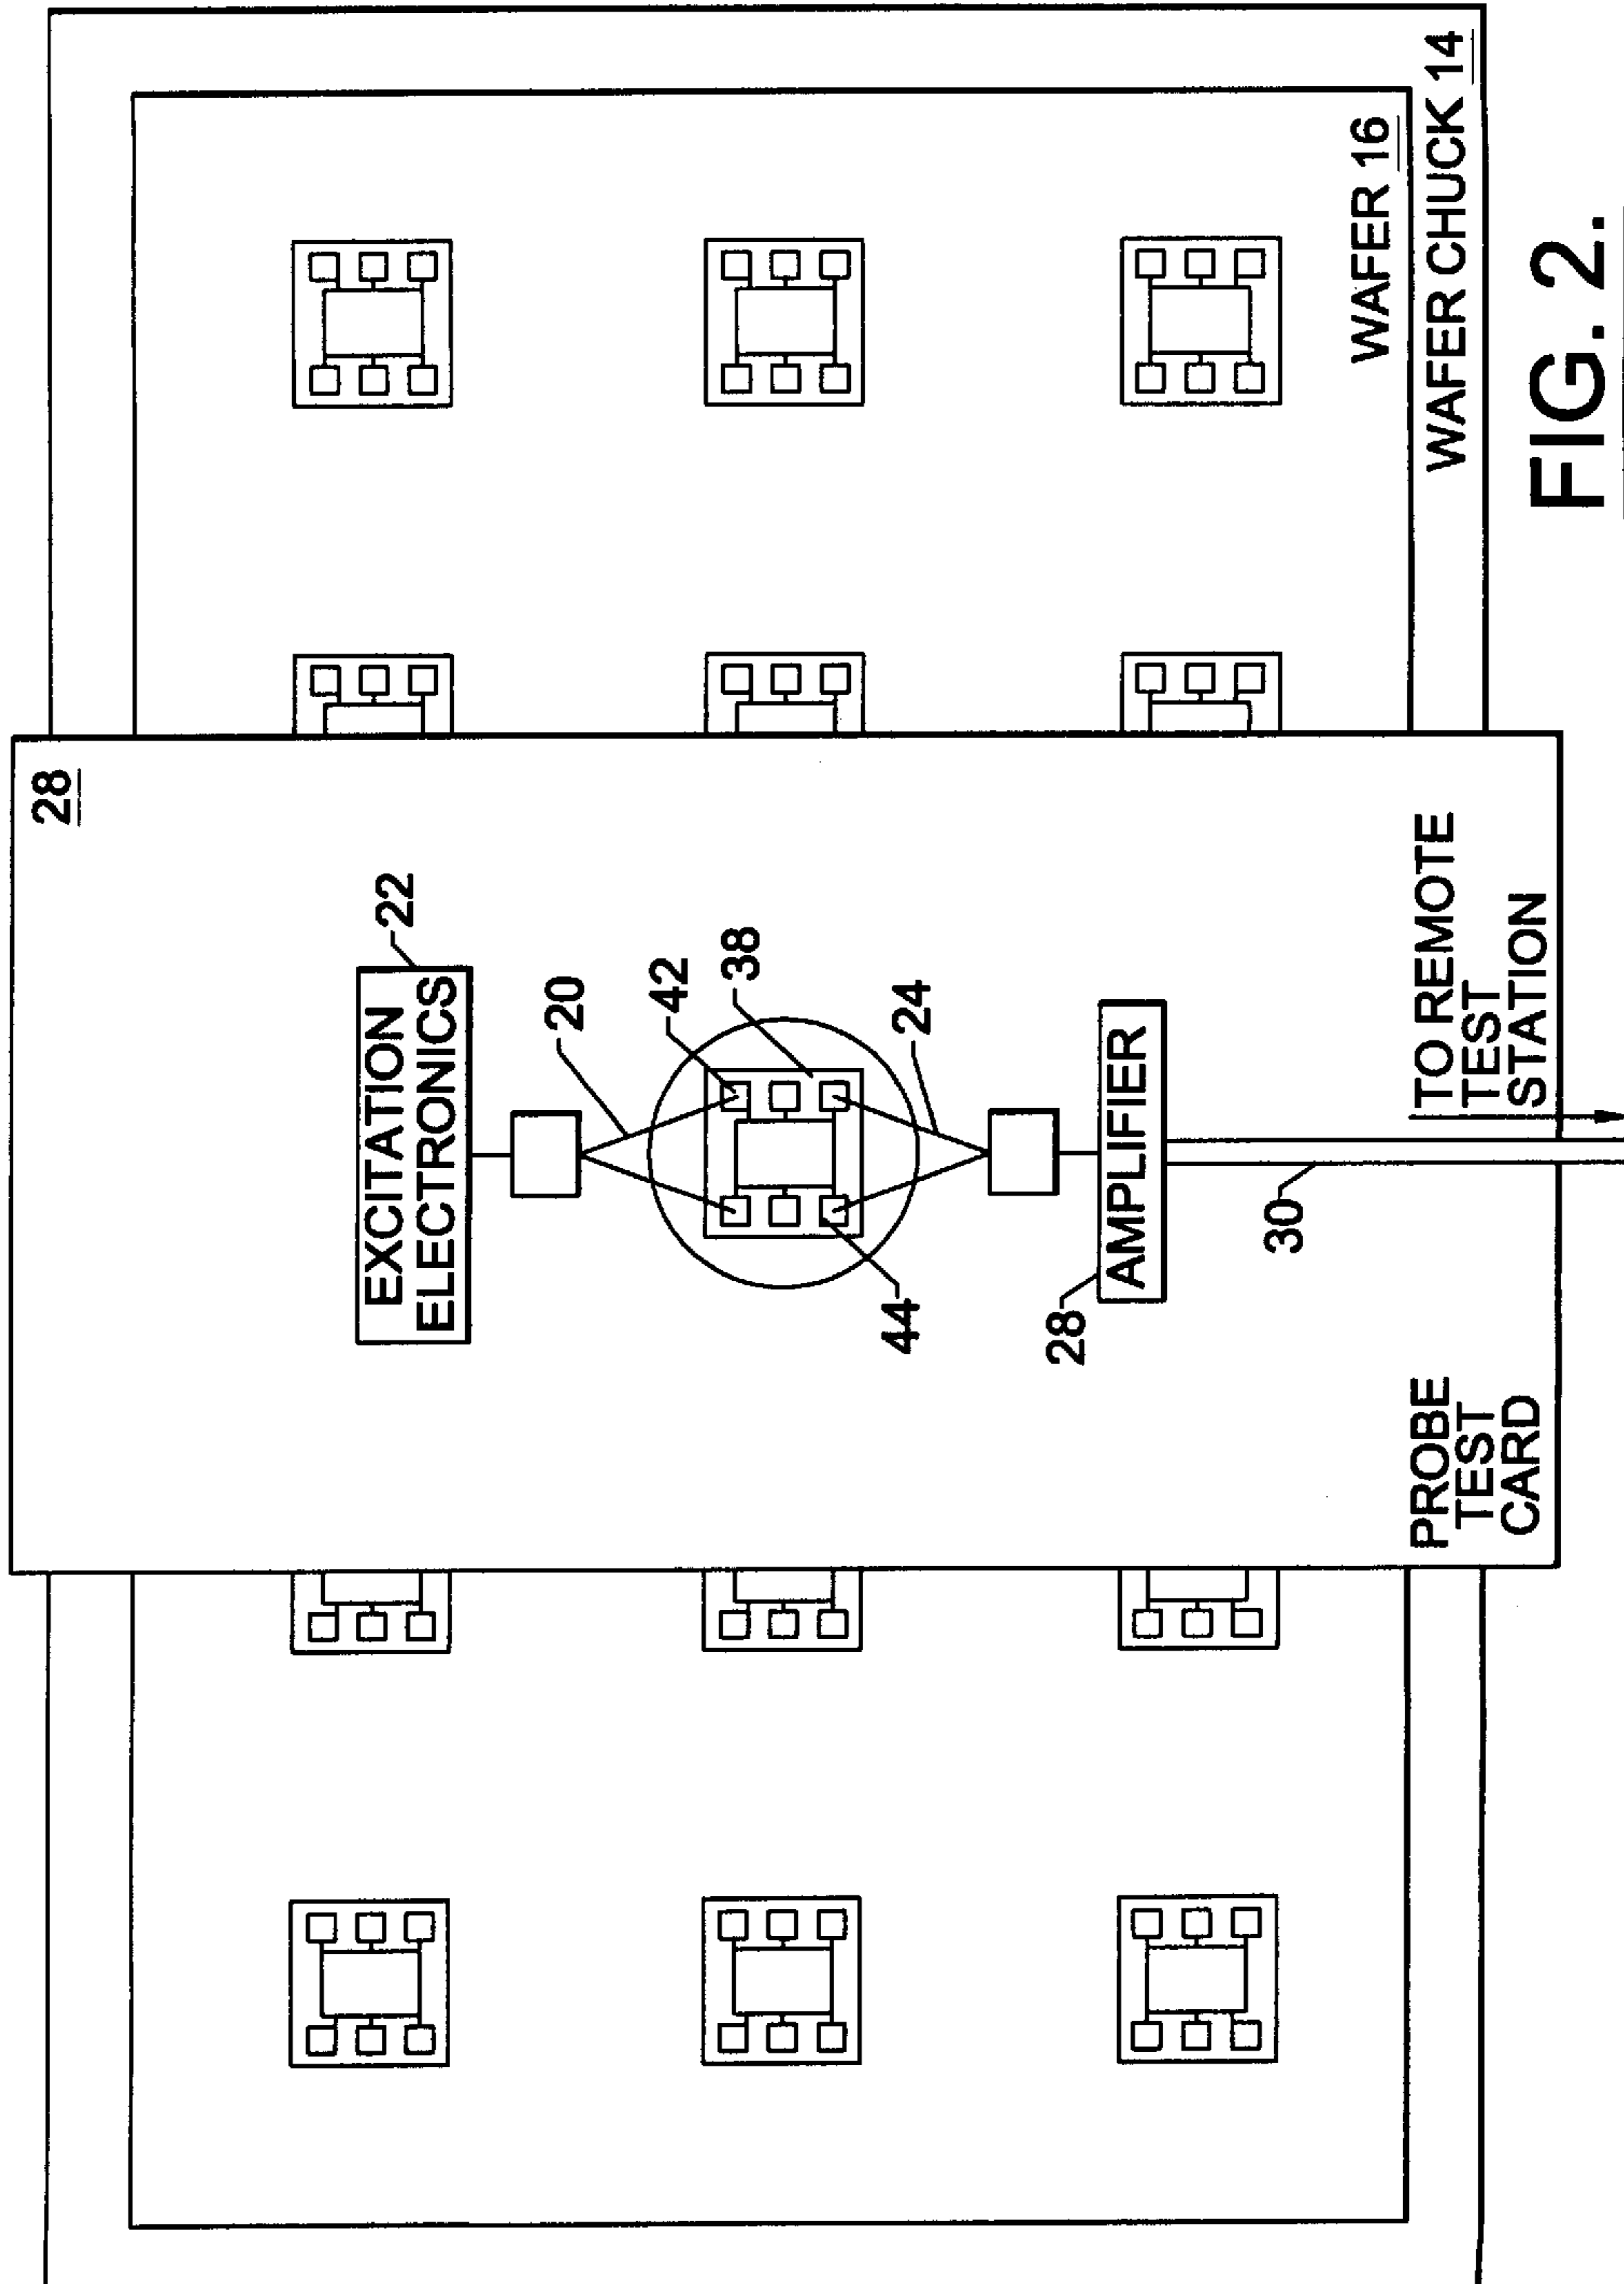 28
EXCITATION
ELECTRONICS
22
20
42
38
24
44
28
AMPLIFIER
30
PROBE
TEST
CARD
TO REMOTE
TEST
STATION
WAFER 16
WAFER CHUCK 14
FIG. 2.